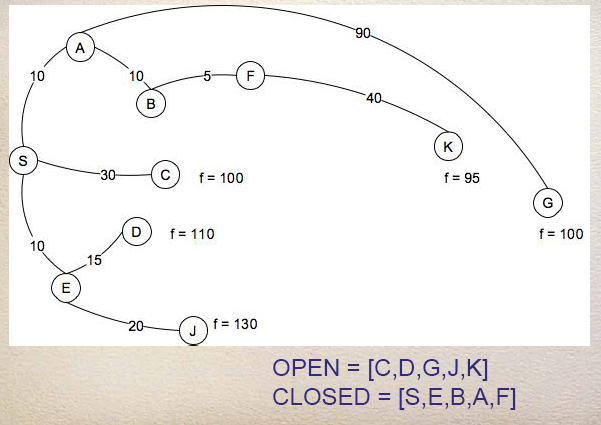 90
A
10
10
5
F
B
40
K
S
30
C
f = 100
f = 95
G
D
f = 110
f = 100
10
15
E
20
J
f = 130
OPEN = [C,D,G,J,K]
CLOSED = [S,E,B,A,F]